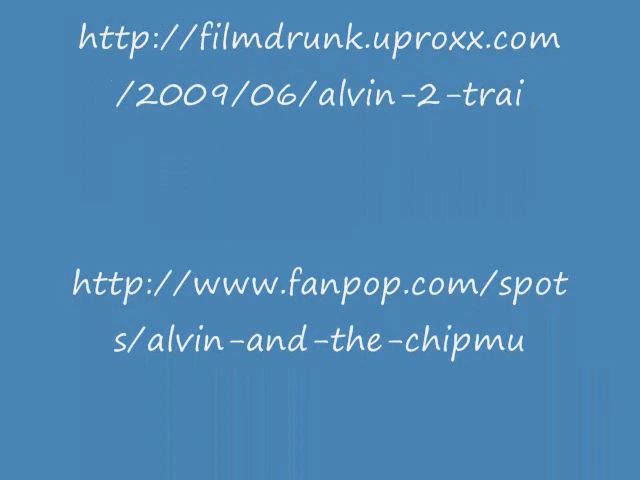 http://filmdrunk.uproxx.com
/2009/06/alvin-2-trai
http://www.fanpop.com/spot
s/alvin-and-the-chipmu